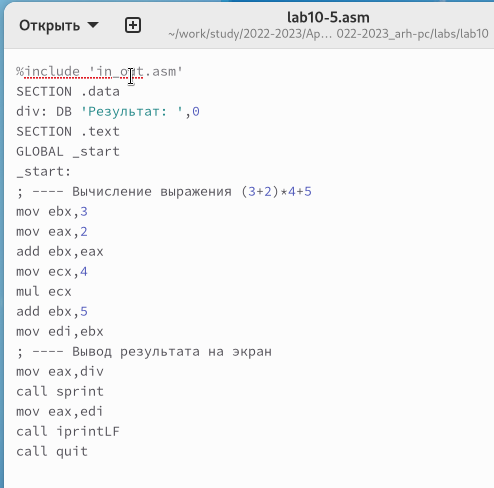 Открыть
lab10-5.asm
~/work/study/2022-2023/Ар... 022-2023_arh-pc/labs/lab10
%include 'in_out.asm'
SECTION .data
div: DB 'Результат: ',0
SECTION .text
GLOBAL _start
_start:
; ---- Вычисление выражения (3+2)*4+5
mov ebx,3
mov eax,2
add ebx,eax
mov ecx,4
mul ecx
add ebx,5
mov edi,ebx
; ---- Вывод результата на экран
mov eax,div
call sprint
mov eax,edi
call iprintLF
call quit